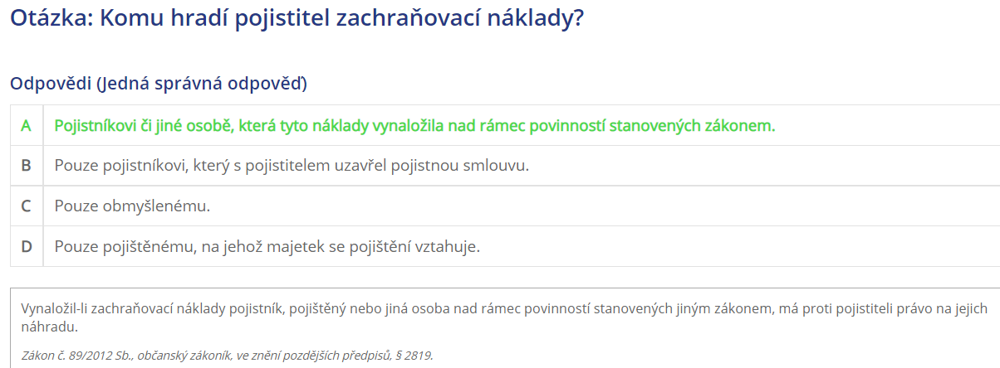 Otázka: Komu hradí pojistitel zachraňovací náklady?
Odpovědi (Jedná správná odpověď)
A Pojistníkovi či jiné osobě, která tyto náklady vynaložila nad rámec povinností stanovených zákonem.
B Pouze pojistníkovi, který s pojistitelem uzavřel pojistnou smlouvu.
C Pouze obmyšlenému.
D Pouze pojištěnému, na jehož majetek se pojištění vztahuje.
Vynaložil-li zachraňovací náklady pojistník, pojištěný nebo jiná osoba nad rámec povinností stanovených jiným zákonem, má proti pojistiteli právo na jejich
náhradu.
Zákon č. 89/2012 Sb., občanský zákoník, ve znění pozdějších předpisů, § 2819.